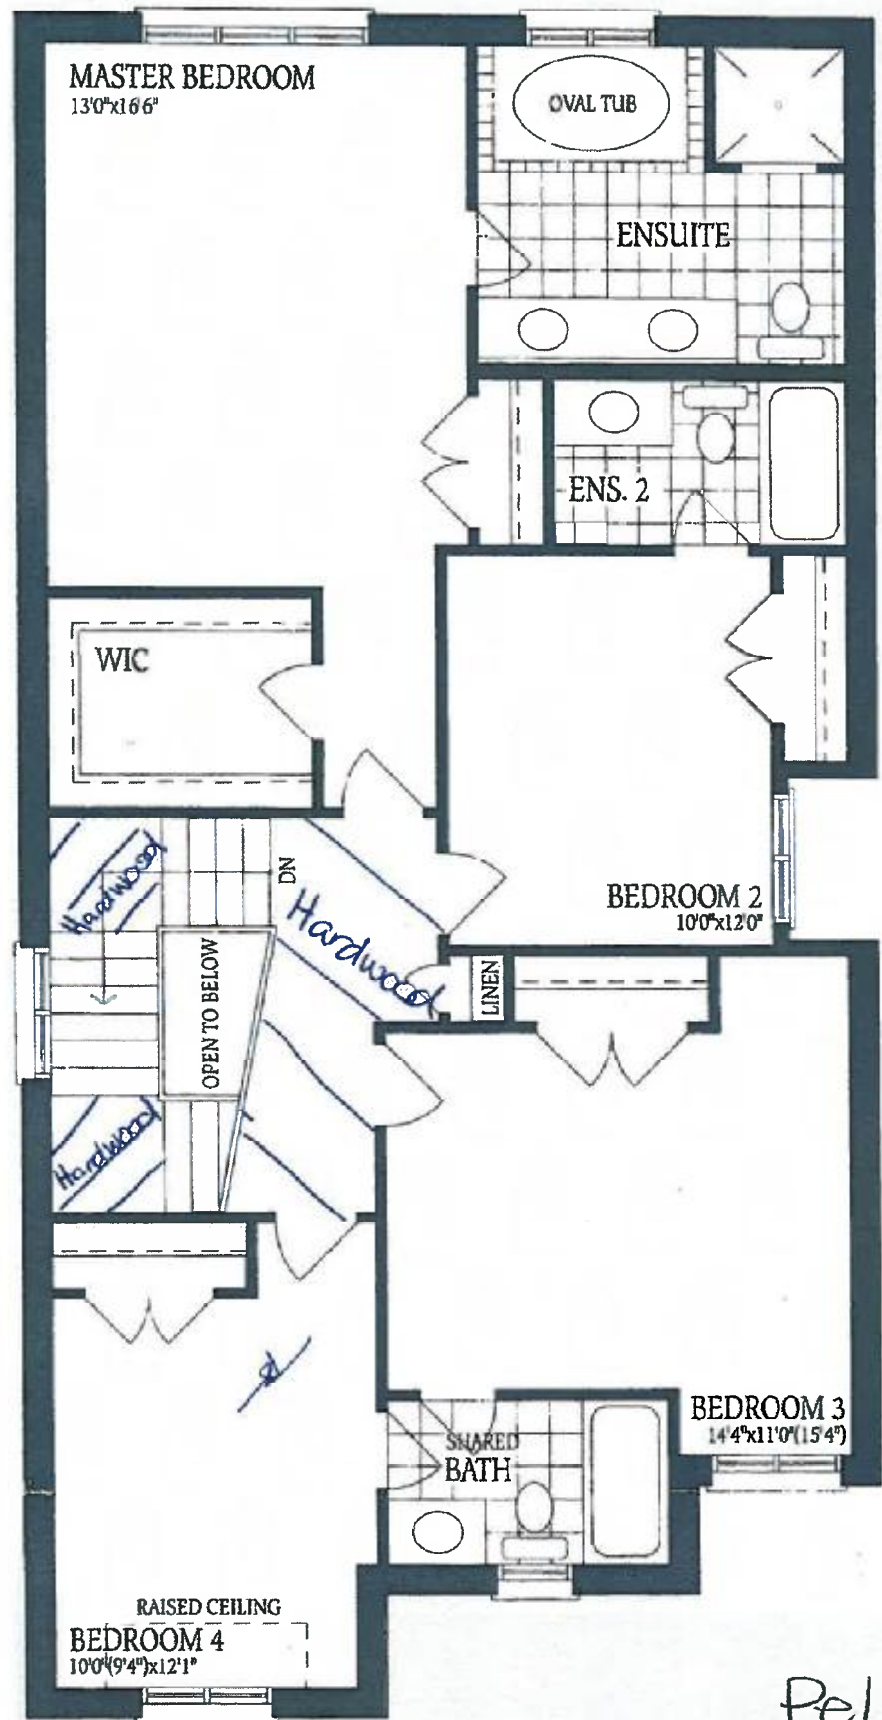 MASTER BEDROOM
13'0"x16'6"
OVAL TUB
ENSUITE
ENS. 2
WIC
BEDROOM 2
10'0"x12'0"
DN
Hardwood
Hardwood
OPEN TO BELOW
LINEN
Hardwood
BEDROOM 3
14'4"x11'0"(15'4")
SHARED
BATH
RAISED CEILING
BEDROOM 4
10'0"(9'4")x12'1"
Pel